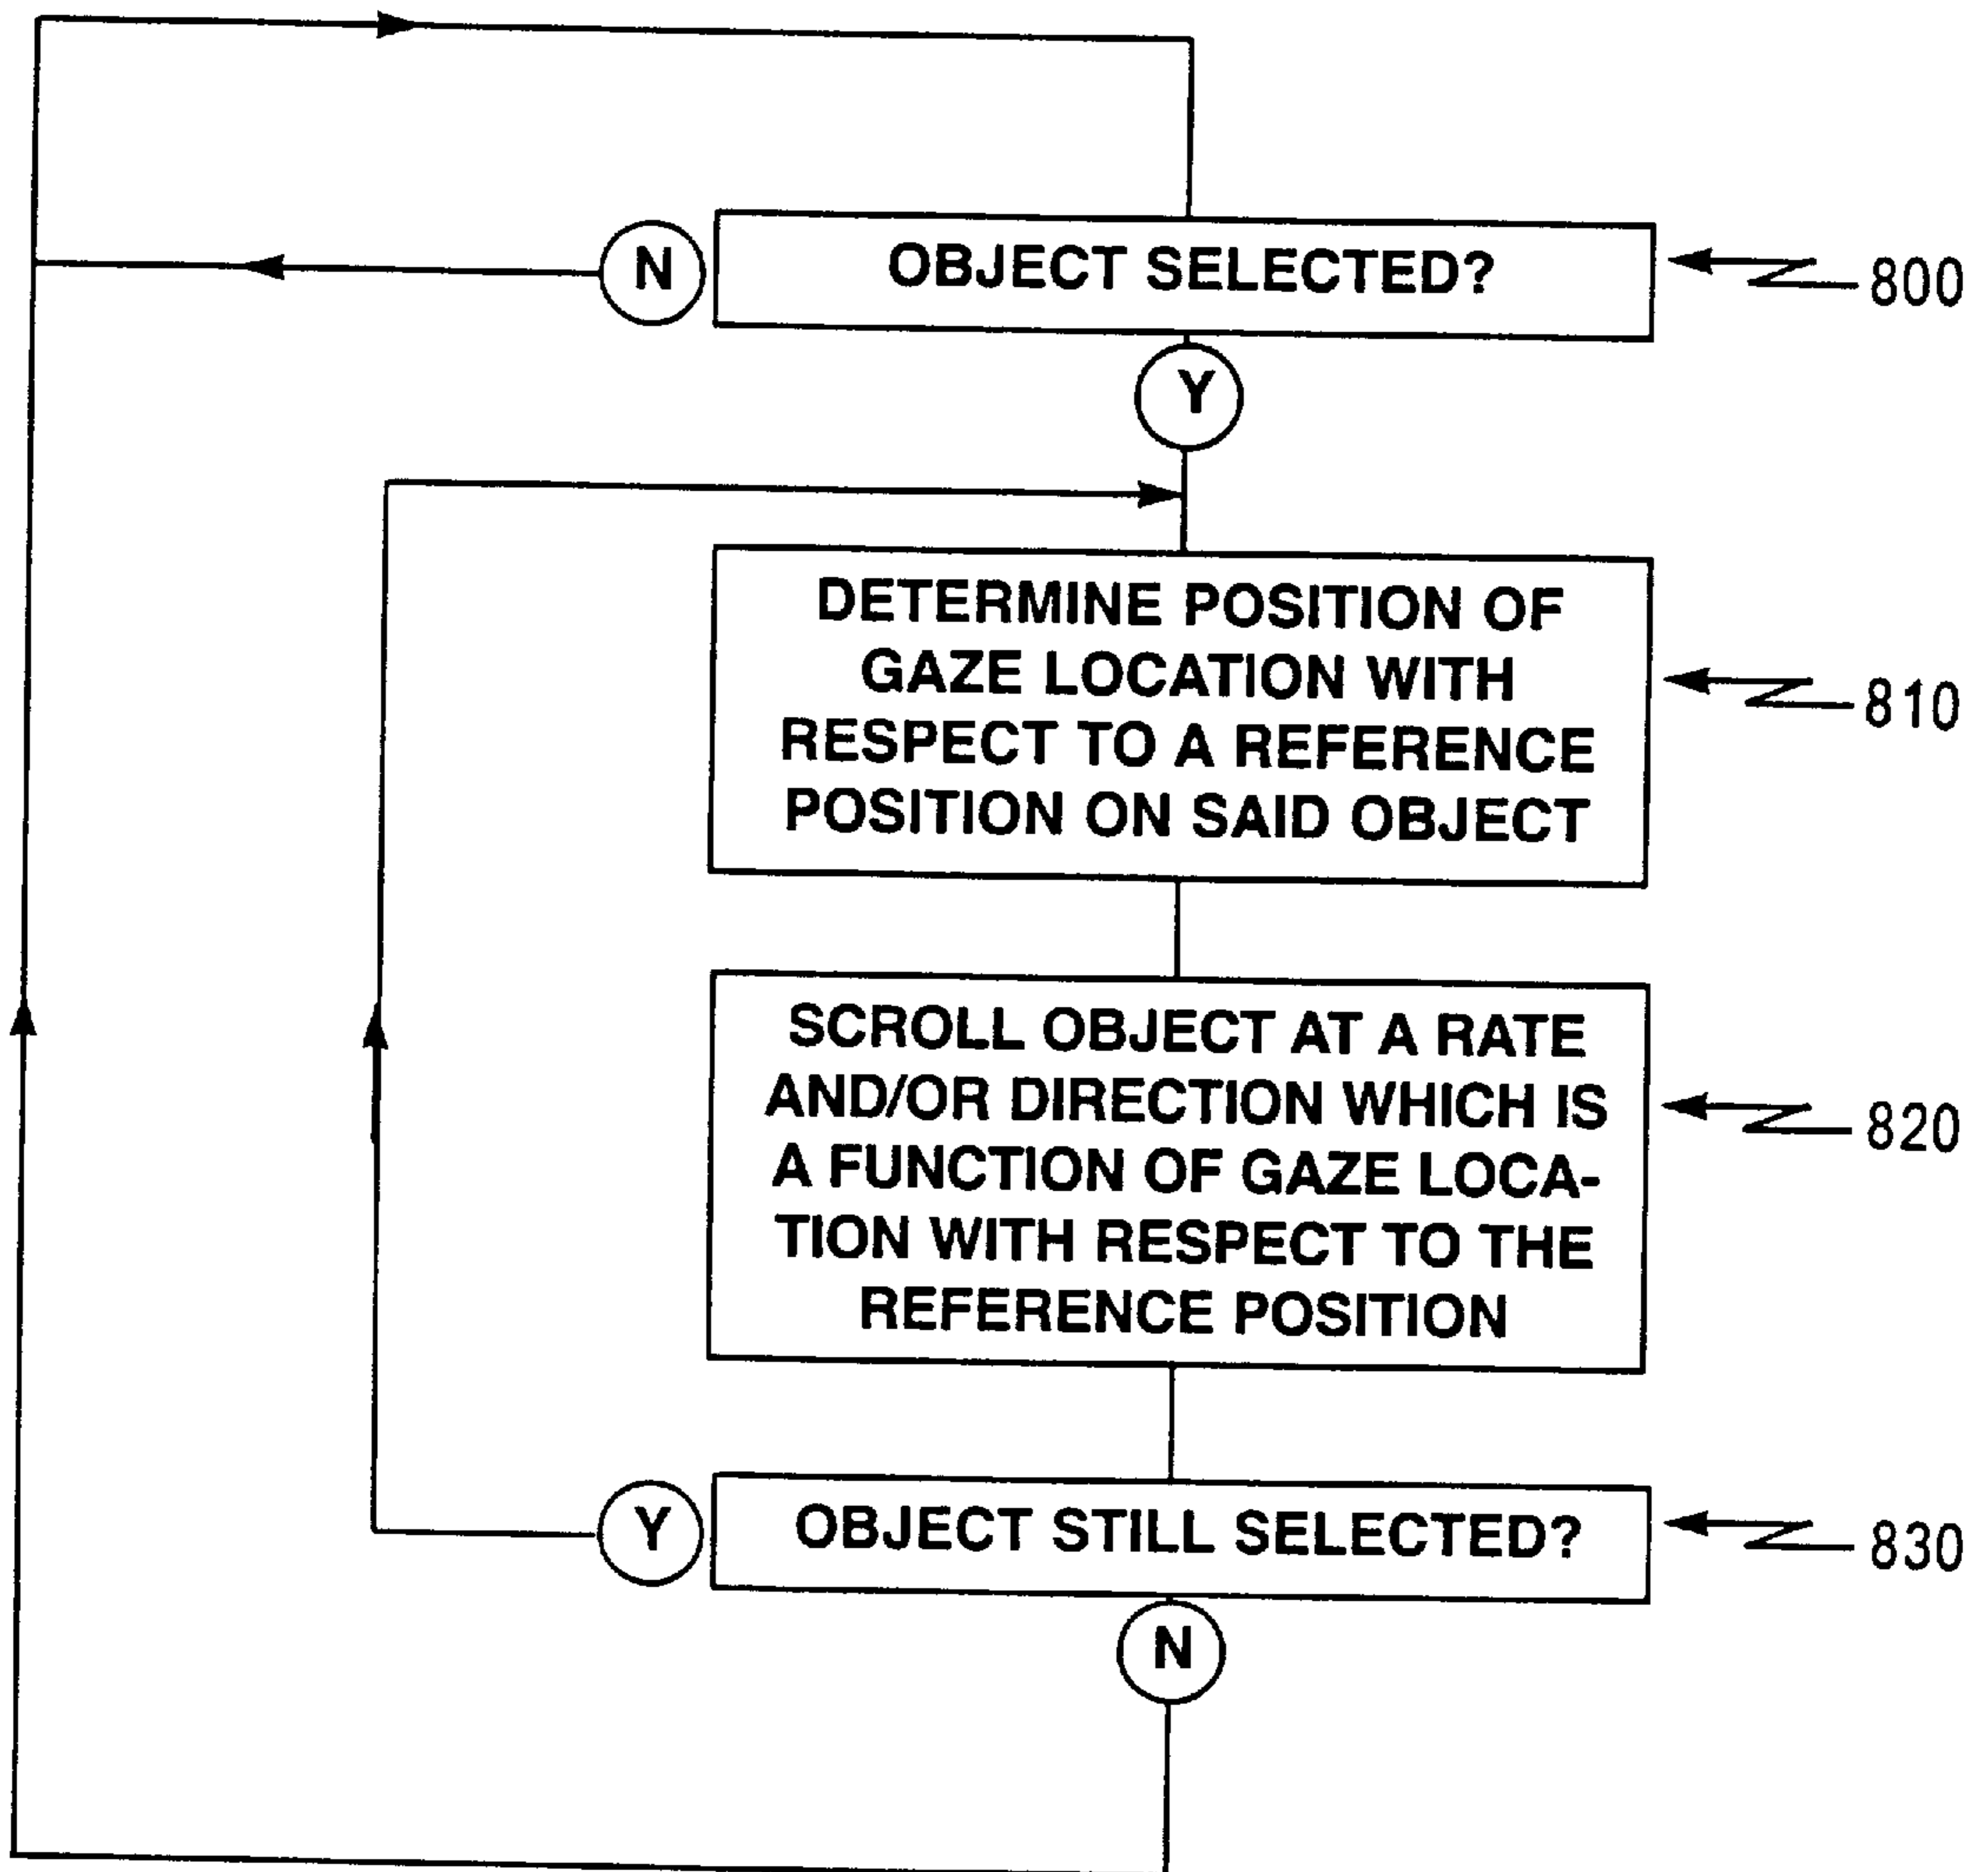 N
OBJECT SELECTED?
800
Y
DETERMINE POSITION OF
GAZE LOCATION WITH
RESPECT TO A REFERENCE
POSITION ON SAID OBJECT
810
SCROLL OBJECT AT A RATE
AND/OR DIRECTION WHICH IS
A FUNCTION OF GAZE LOCA-
TION WITH RESPECT TO THE
REFERENCE POSITION
820
Y
OBJECT STILL SELECTED?
830
N